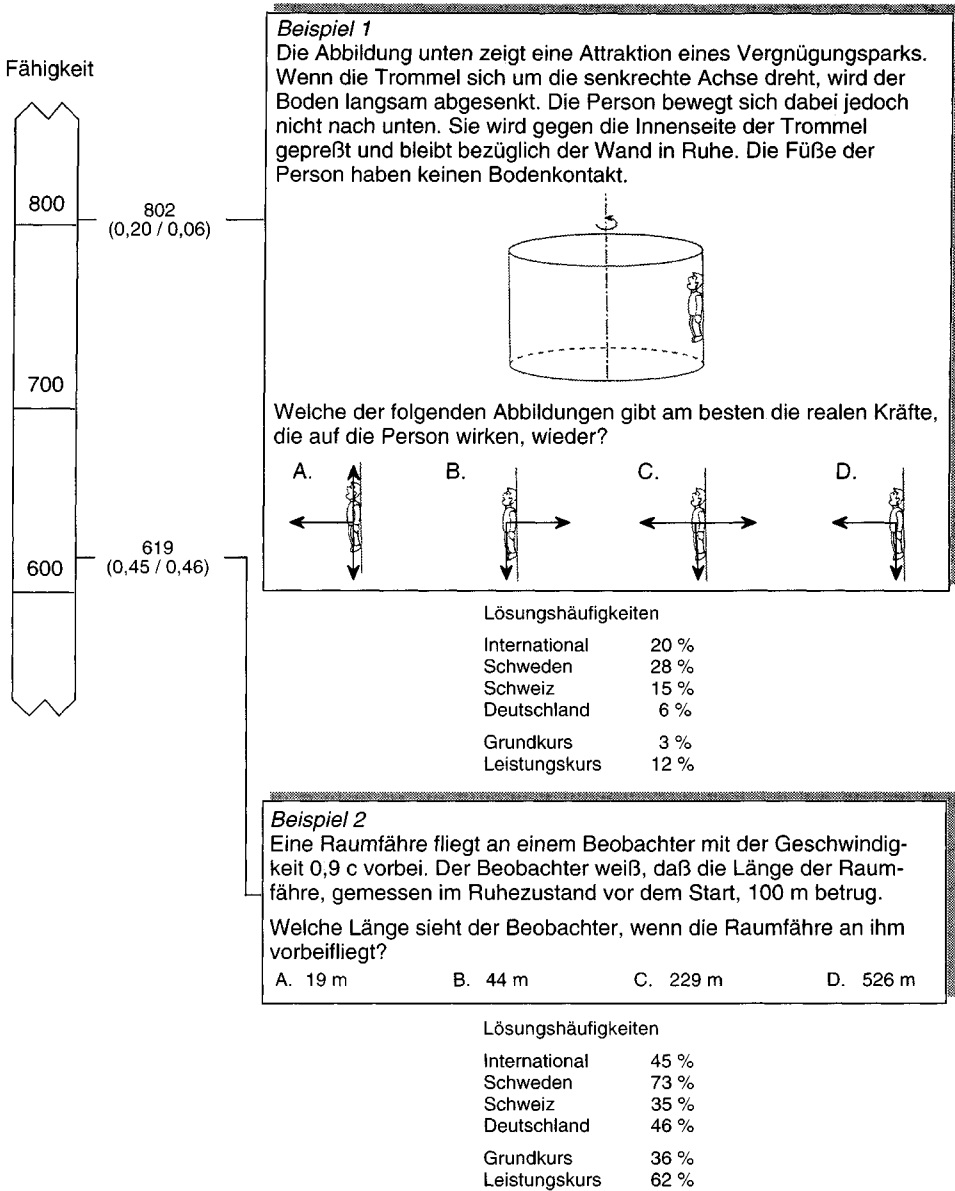 Fähigkeit
800
700
600
802
(0,20 / 0,06)
619
(0,45 / 0,46)
Beispiel 1
Die Abbildung unten zeigt eine Attraktion eines Vergnügungsparks.
Wenn die Trommel sich um die senkrechte Achse dreht, wird der
Boden langsam abgesenkt. Die Person bewegt sich dabei jedoch
nicht nach unten. Sie wird gegen die Innenseite der Trommel
gepreßt und bleibt bezüglich der Wand in Ruhe. Die Füße der
Person haben keinen Bodenkontakt.
Welche der folgenden Abbildungen gibt am besten die realen Kräfte,
die auf die Person wirken, wieder?
A. B. C. D.
Lösungshäufigkeiten
International 20 %
Schweden 28 %
Schweiz 15 %
Deutschland 6 %
Grundkurs 3 %
Leistungskurs 12 %
Beispiel 2
Eine Raumfähre fliegt an einem Beobachter mit der Geschwindig-
keit 0,9 c vorbei. Der Beobachter weiß, daß die Länge der Raum-
fähre, gemessen im Ruhezustand vor dem Start, 100 m betrug.
Welche Länge sieht der Beobachter, wenn die Raumfähre an ihm
vorbeifliegt?
A. 19 m B. 44 m C. 229 m D. 526 m
Lösungshäufigkeiten
International 45 %
Schweden 73 %
Schweiz 35 %
Deutschland 46 %
Grundkurs 36 %
Leistungskurs 62 %